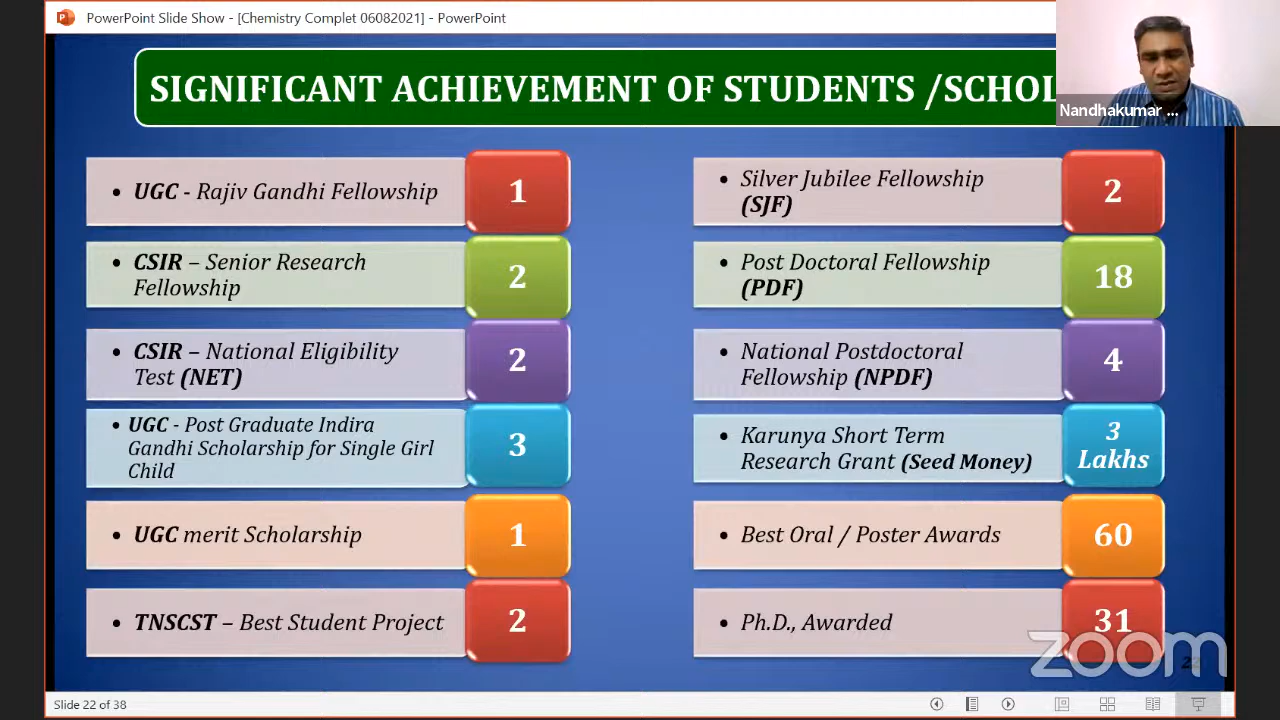 PowerPoint Slide Show - [Chemistry Complet 06082021] - PowerPoint
SIGNIFICANT ACHIEVEMENT OF STUDENTS /SCHOL
Nandhakumar ...
• UGC - Rajiv Gandhi Fellowship
1
• CSIR – Senior Research
Fellowship
2
• CSIR – National Eligibility
Test (NET)
2
• UGC - Post Graduate Indira
Gandhi Scholarship for Single Girl
Child
3
• UGC merit Scholarship
1
• TNSCST – Best Student Project
2
• Silver Jubilee Fellowship
(SJF)
2
• Post Doctoral Fellowship
(PDF)
18
• National Postdoctoral
Fellowship (NPDF)
4
• Karunya Short Term
Research Grant (Seed Money)
3
Lakhs
• Best Oral / Poster Awards
60
• Ph.D., Awarded
31
zoom
22
Slide 22 of 38